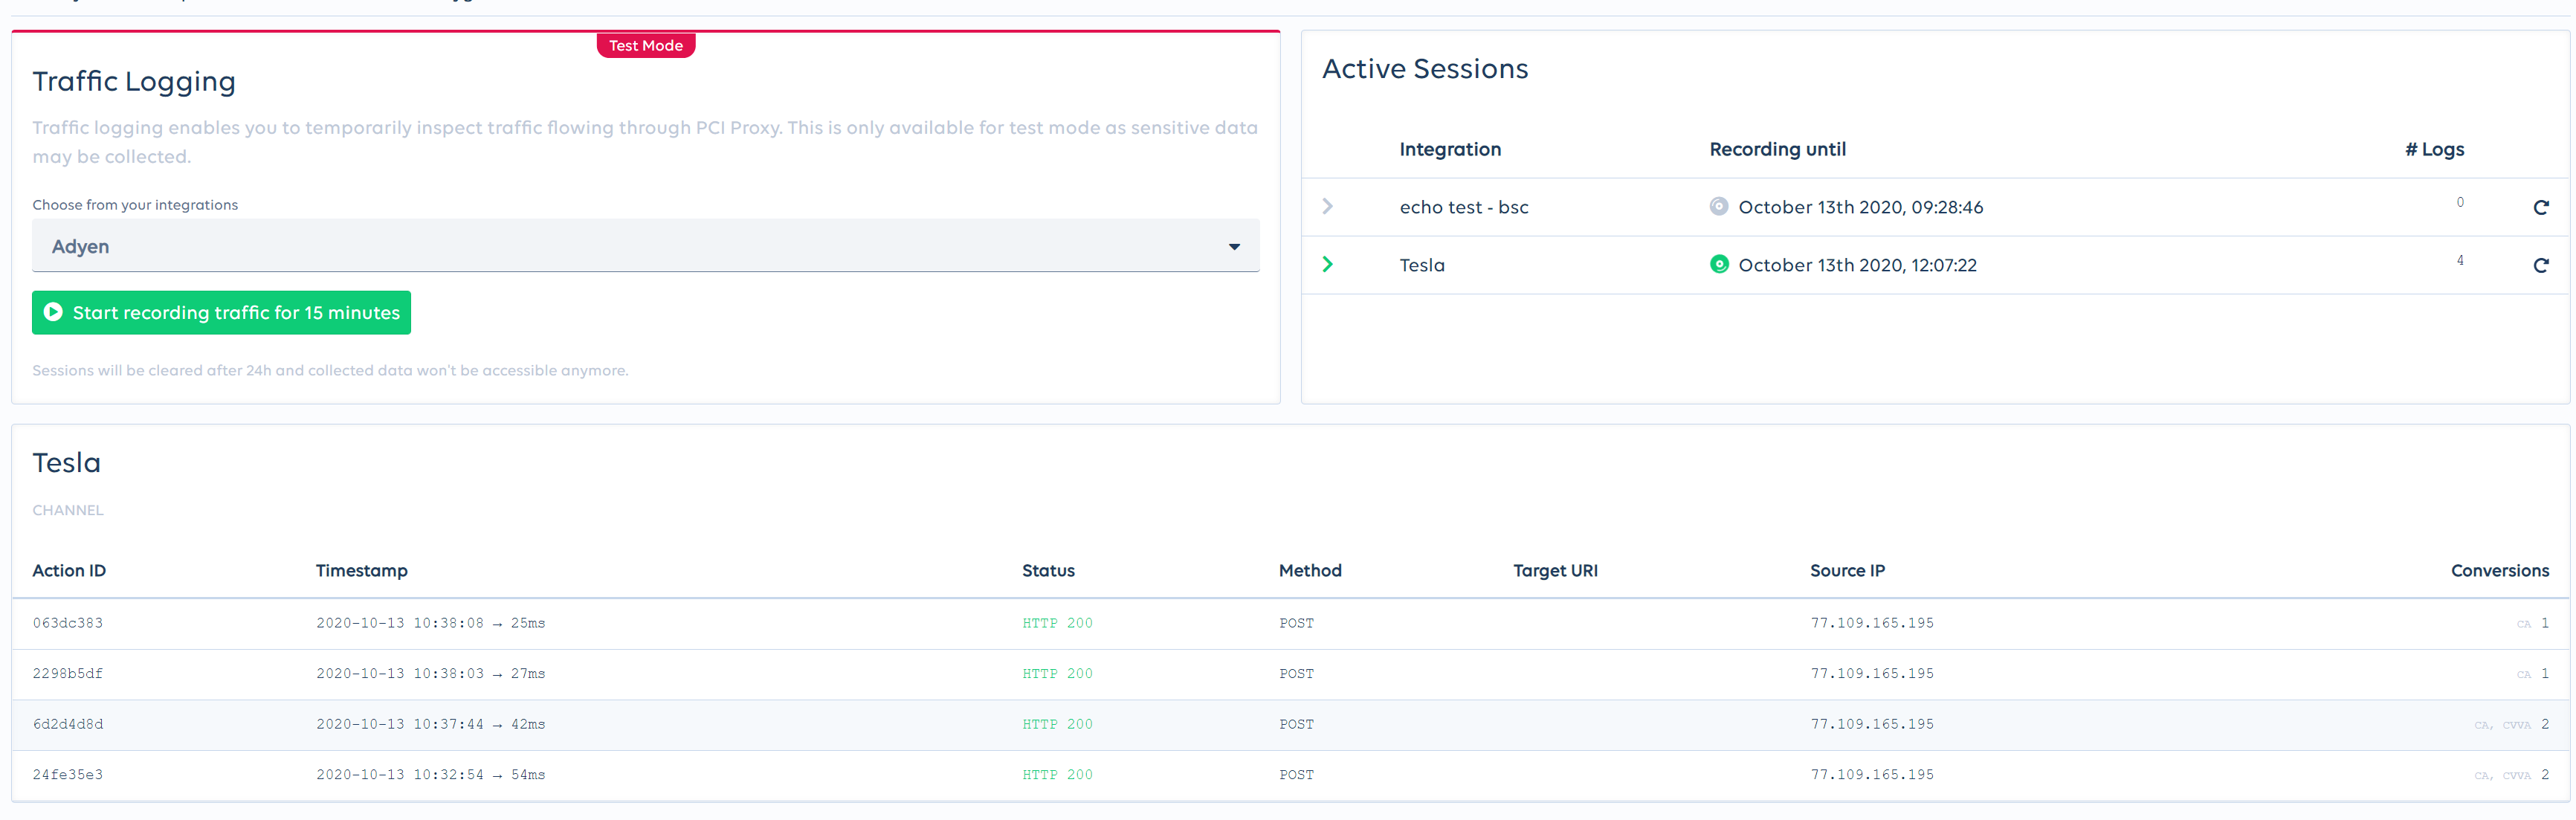 Test Mode
Traffic Logging
Traffic logging enables you to temporarily inspect traffic flowing through PCI Proxy. This is only available for test mode as sensitive data
may be collected.
Choose from your integrations
Adyen
Start recording traffic for 15 minutes
Sessions will be cleared after 24h and collected data won't be accessible anymore.
Active Sessions
Integration Recording until # Logs
echo test - bsc October 13th 2020, 09:28:46 0
Tesla October 13th 2020, 12:07:22 4
Tesla
CHANNEL
Action ID Timestamp Status Method Target URI Source IP Conversions
063dc383 2020-10-13 10:38:08 → 25ms HTTP 200 POST 77.109.165.195 CA 1
2298b5df 2020-10-13 10:38:03 → 27ms HTTP 200 POST 77.109.165.195 CA 1
6d2d4d8d 2020-10-13 10:37:44 → 42ms HTTP 200 POST 77.109.165.195 CA, CVVA 2
24fe35e3 2020-10-13 10:32:54 → 54ms HTTP 200 POST 77.109.165.195 CA, CVVA 2